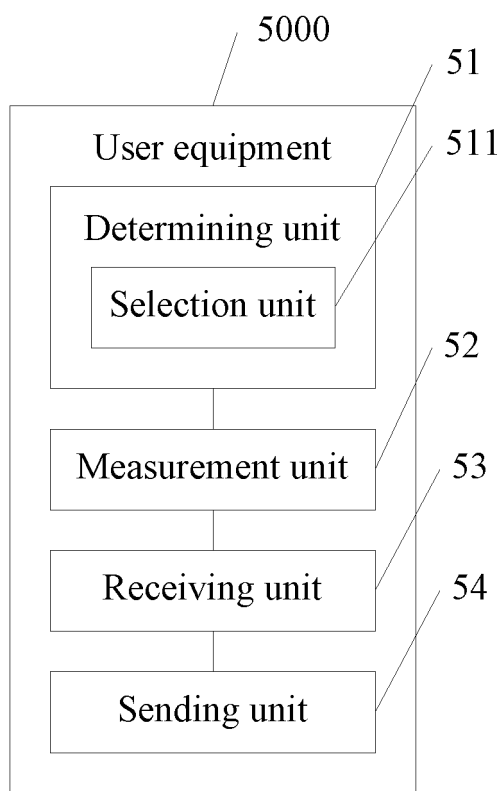 5000
51
User equipment
511
Determining unit
Selection unit
52
Measurement unit
53
Receiving unit
54
Sending unit